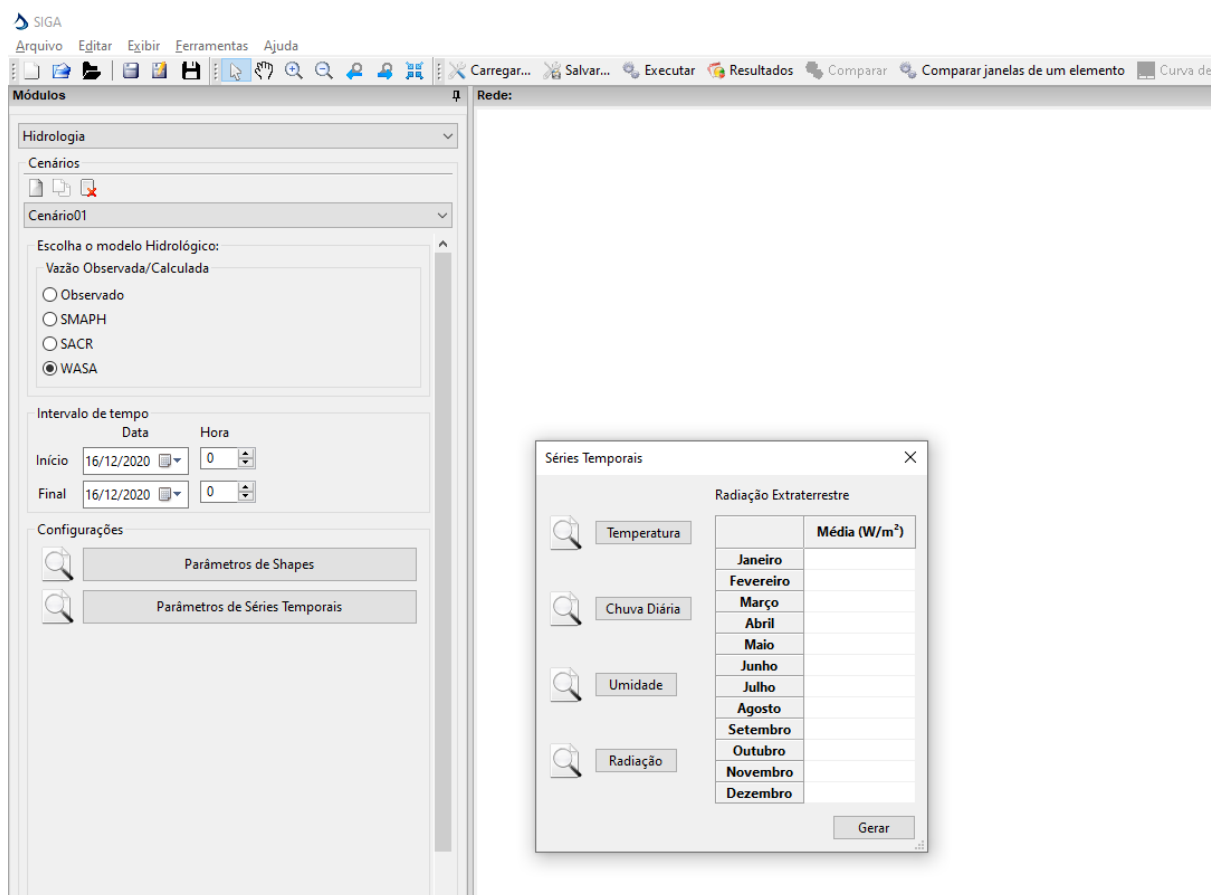 SIGA
Arquivo Editar Exibir Ferramentas Ajuda
Carregar... Salvar... Executar Resultados Comparar Comparar janelas de um elemento Curva de
Módulos
Rede:
Hidrologia
Cenários
Cenário01
Escolha o modelo Hidrológico:
Vazão Observada/Calculada
Observado
SMAPH
SACR
WASA
Intervalo de tempo
Data Hora
Início 16/12/2020 0
Final 16/12/2020 0
Configurações
Parâmetros de Shapes
Parâmetros de Séries Temporais
Séries Temporais
Temperatura
Chuva Diária
Umidade
Radiação
Radiação Extraterrestre
Média (W/m²)
Janeiro
Fevereiro
Março
Abril
Maio
Junho
Julho
Agosto
Setembro
Outubro
Novembro
Dezembro
Gerar